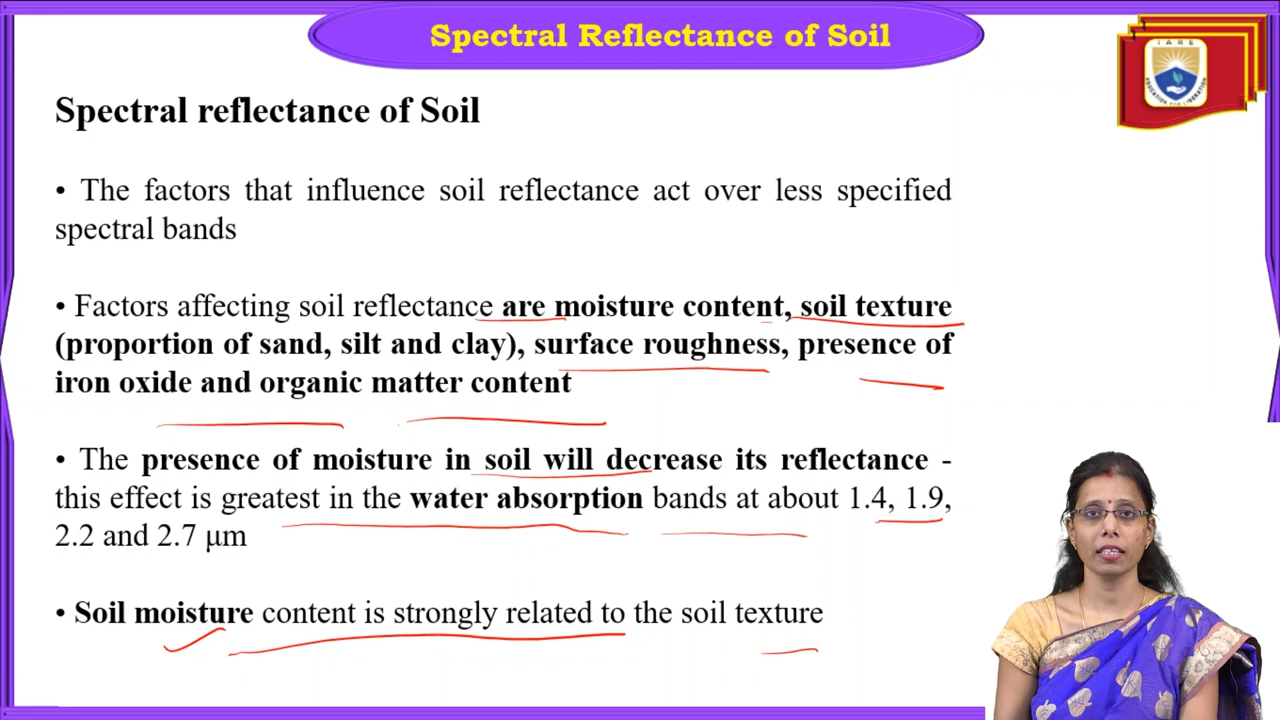 Spectral Reflectance of Soil
IANE
EDUCATION FOR LIBERATION
Spectral reflectance of Soil
• The factors that influence soil reflectance act over less specified
spectral bands
• Factors affecting soil reflectance are moisture content, soil texture
(proportion of sand, silt and clay), surface roughness, presence of
iron oxide and organic matter content
• The presence of moisture in soil will decrease its reflectance -
this effect is greatest in the water absorption bands at about 1.4, 1.9,
2.2 and 2.7 μm
• Soil moisture content is strongly related to the soil texture